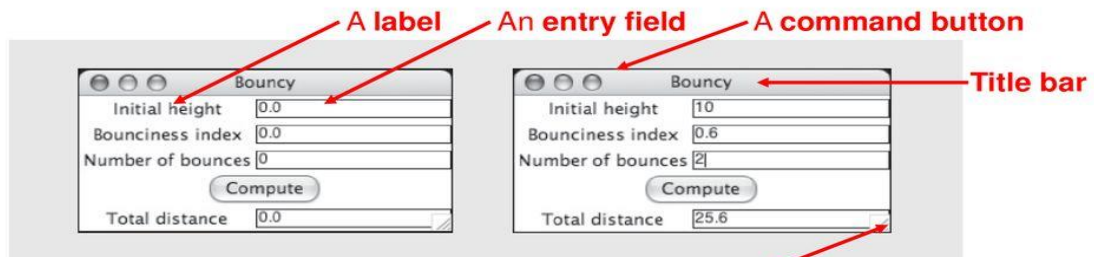 A label An entry field A command button
Bouncy
Initial height 0.0
Bounciness index 0.0
Number of bounces 0
Compute
Total distance 0.0
Bouncy
Title bar
Initial height 10
Bounciness index 0.6
Number of bounces 2
Compute
Total distance 25.6